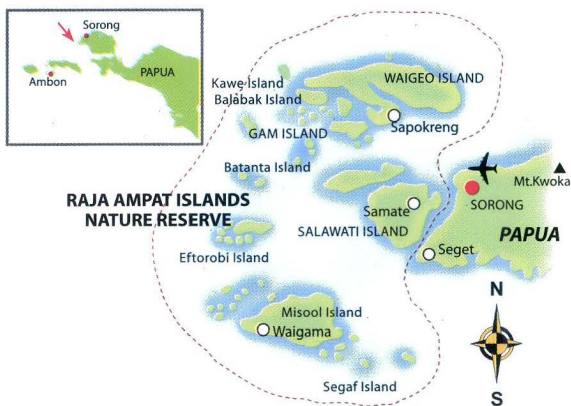 Sorong
PAPUA
Ambon
Kawe Island
WAIGEO ISLAND
Balabak Island
GAM ISLAND
Sapokreng
Batanta Island
Mt.Kwoka
RAJA AMPAT ISLANDS
NATURE RESERVE
Samate
SORONG
SALAWATI ISLAND
PAPUA
Seget
Eftorobi Island
N
Misool Island
Waigama
Segaf Island
S